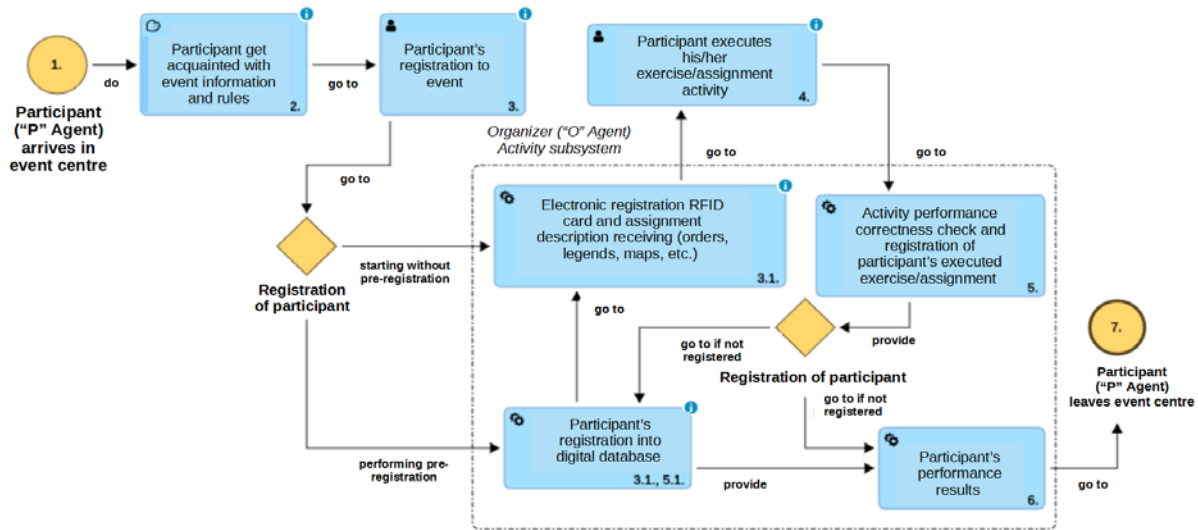 1.
do
Participant
(“P” Agent)
arrives in
event centre
Participant get
acquainted with
event information
and rules
2.
go to
Participant's
registration to
event
3.
Participant executes
his/her
exercise/assignment
activity
4.
Organizer (“O” Agent)
Activity subsystem
go to
go to
go to
Electronic registration RFID
card and assignment
description receiving (orders,
legends, maps, etc.)
3.1.
Activity performance
correctness check and
registration of
participant's executed
exercise/assignment
5.
starting without
pre-registration
Registration
of participant
go to
go to if not
registered
provide
Registration of participant
7.
Participant
(“P” Agent)
leaves event centre
go to if not
registered
Participant's
registration into
digital database
3.1., 5.1.
performing pre-
registration
provide
Participant's
performance
results
6.
go to